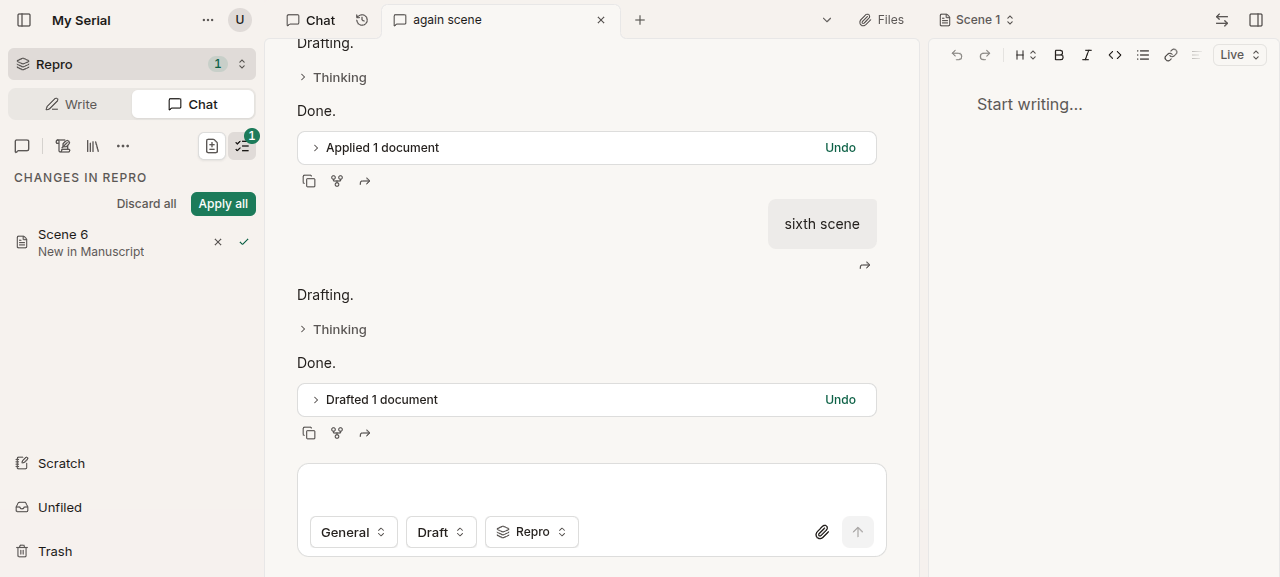 My Serial
U
Repro
1
Write
Chat
1
CHANGES IN REPRO
Discard all
Apply all
Scene 6
New in Manuscript
Scratch
Unfiled
Trash
Chat
again scene
Files
Drafting.
Thinking
Done.
Applied 1 document
Undo
sixth scene
Drafting.
Thinking
Done.
Drafted 1 document
Undo
General
Draft
Repro
Scene 1
H
B
I
Live
Start writing...